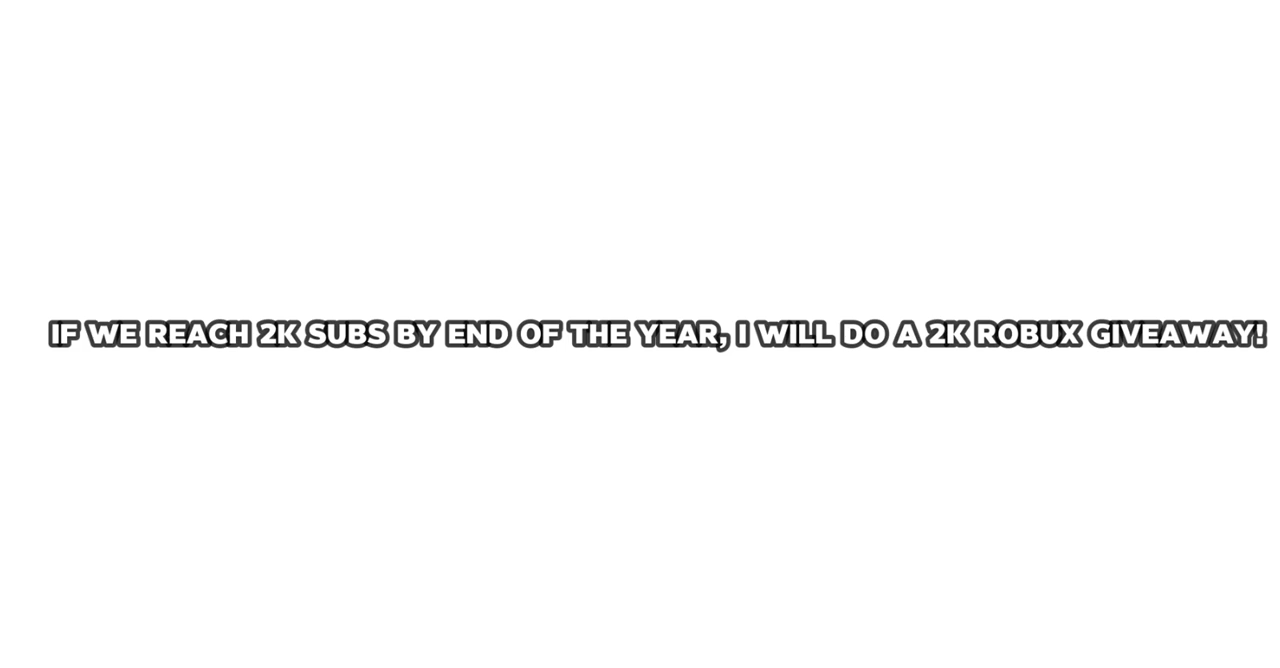 IF WE REACH 2K SUBS BY END OF THE YEAR, I WILL DO A 2K ROBUX GIVEAWAY!